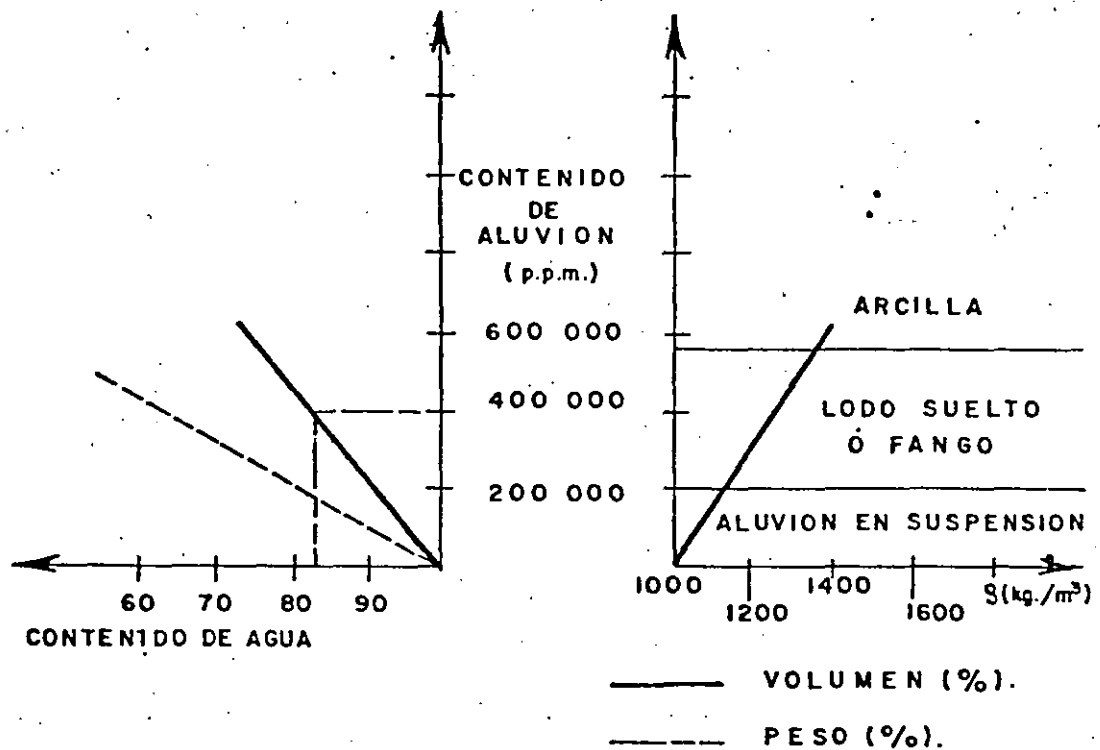 CONTENIDO
DE
ALUVION
(p.p.m.)
600 000
400 000
200 000
60 70 80 90
CONTENIDO DE AGUA
ARCILLA
LODO SUELTO
Ó FANGO
ALUVION EN SUSPENSION
1000 1400
1200 1600
(kg./m³)
VOLUMEN (%).
PESO (%).